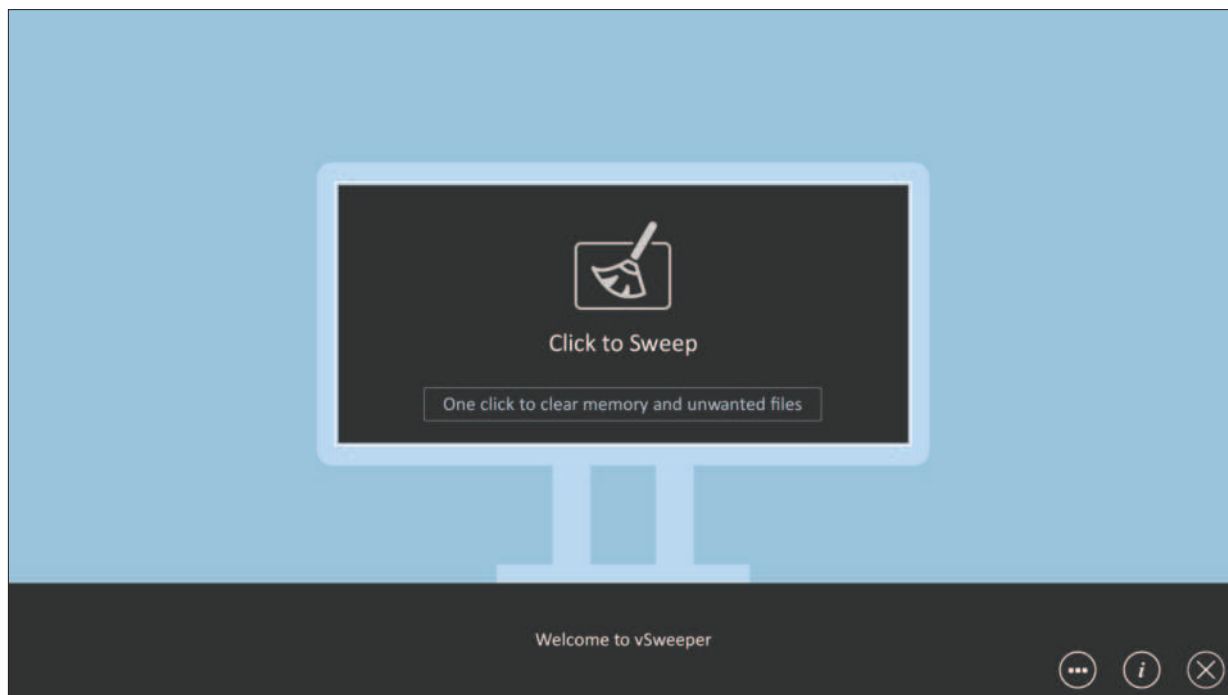 Click to Sweep
One click to clear memory and unwanted files
Welcome to vSweeper
i